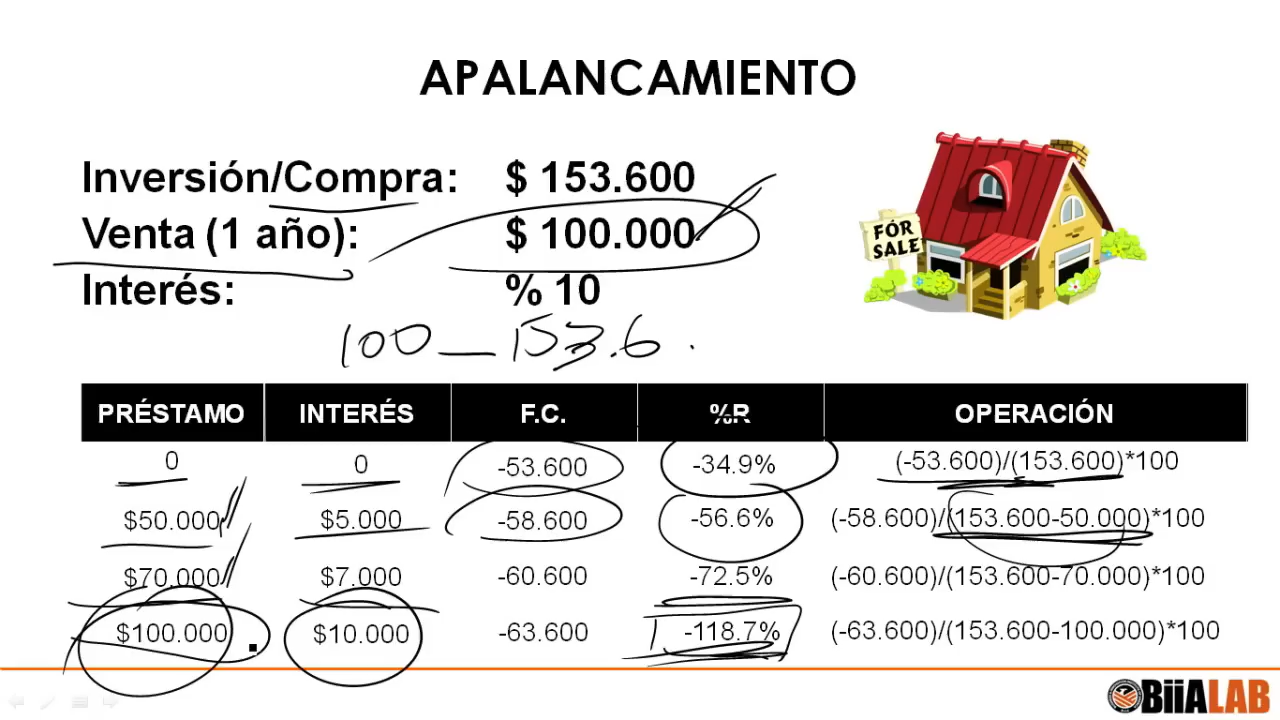 APALANCAMIENTO
Inversión/Compra: $ 153.600
Venta (1 año): $ 100.000
Interés: % 10
FOR
SALE
100 - 153.6.
PRÉSTAMO INTERÉS F.C. %R OPERACIÓN
0 0 -53.600 -34.9% (-53.600)/(153.600)*100
$50.000 $5.000 -58.600 -56.6% (-58.600)/(153.600-50.000)*100
$70.000 $7.000 -60.600 -72.5% (-60.600)/(153.600-70.000)*100
$100.000 $10.000 -63.600 -118.7% (-63.600)/(153.600-100.000)*100
BiiALAB